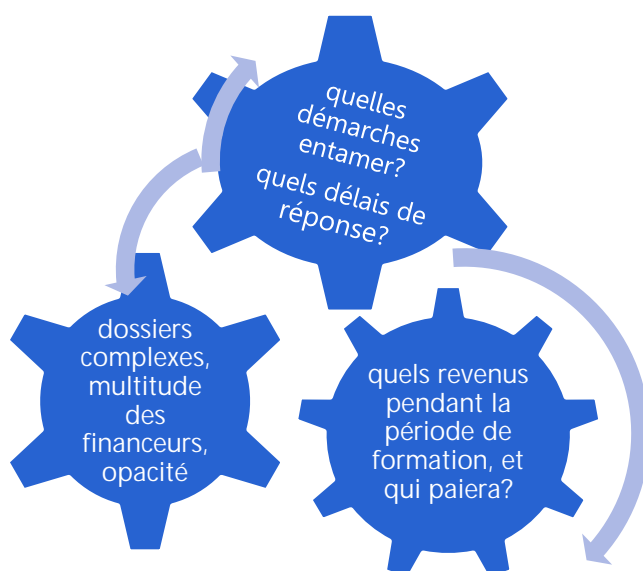 quelles
démarches
entamer?
quels délais de
réponse?
dossiers
complexes,
multitude
des
financeurs,
opacité
quels revenus
pendant la
période de
formation, et
qui paiera?